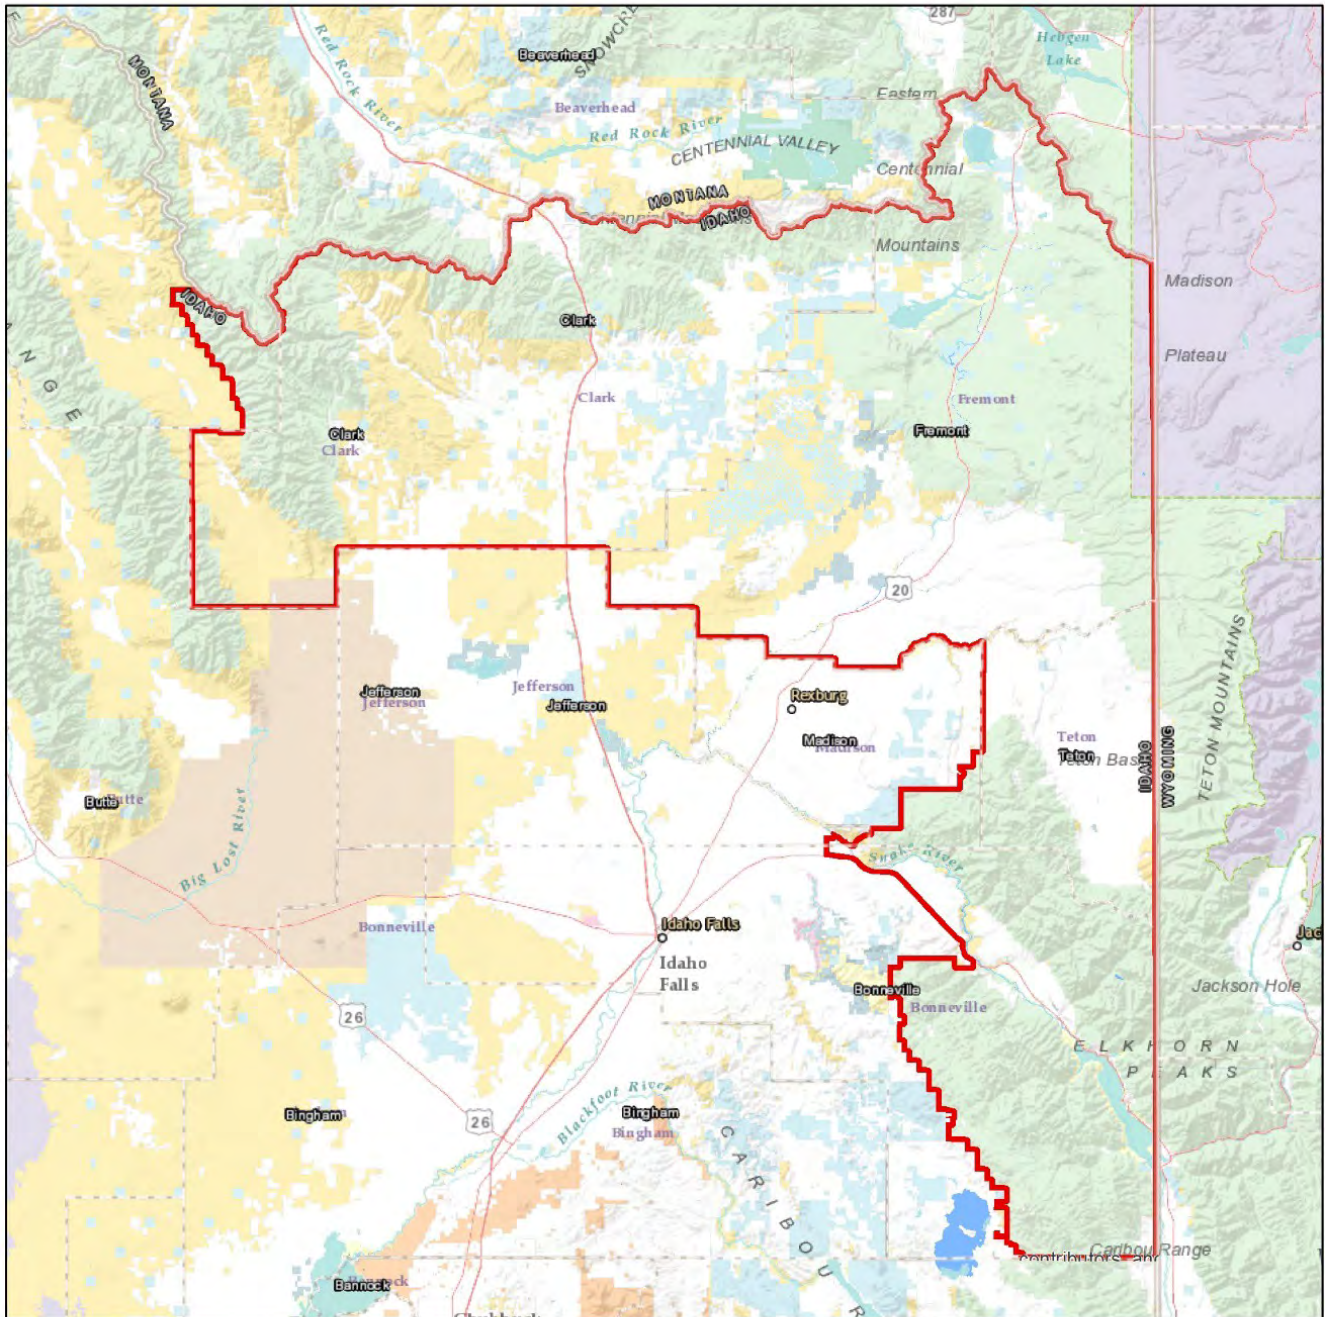 287
Hebgen
Lake
Beaverhead
Red Rock River
MONTANA
Beaverhead
Eastern
Red Rock River
CENTENNIAL VALLEY
Centennial
MONTANA
IDAHO
Mountains
Madison
IDAHO
Clark
Plateau
Clark
Fremont
Clark
Clark
Fremont
20
TETON MOUNTAINS
Jefferson
Jefferson
Jefferson
Jefferson
Rexburg
Madison
Madison
Teton
Teton
IDAHO
WYOMING
Butte
Big Lost River
Snake River
Bonneville
Idaho Falls
Idaho
Falls
Jackson Hole
Bonneville
Bonneville
26
ELKHORN
PEAKS
Blackfoot River
Bingham
26
Bingham
Bingham
Caribou Range
contributors, and
Bannock